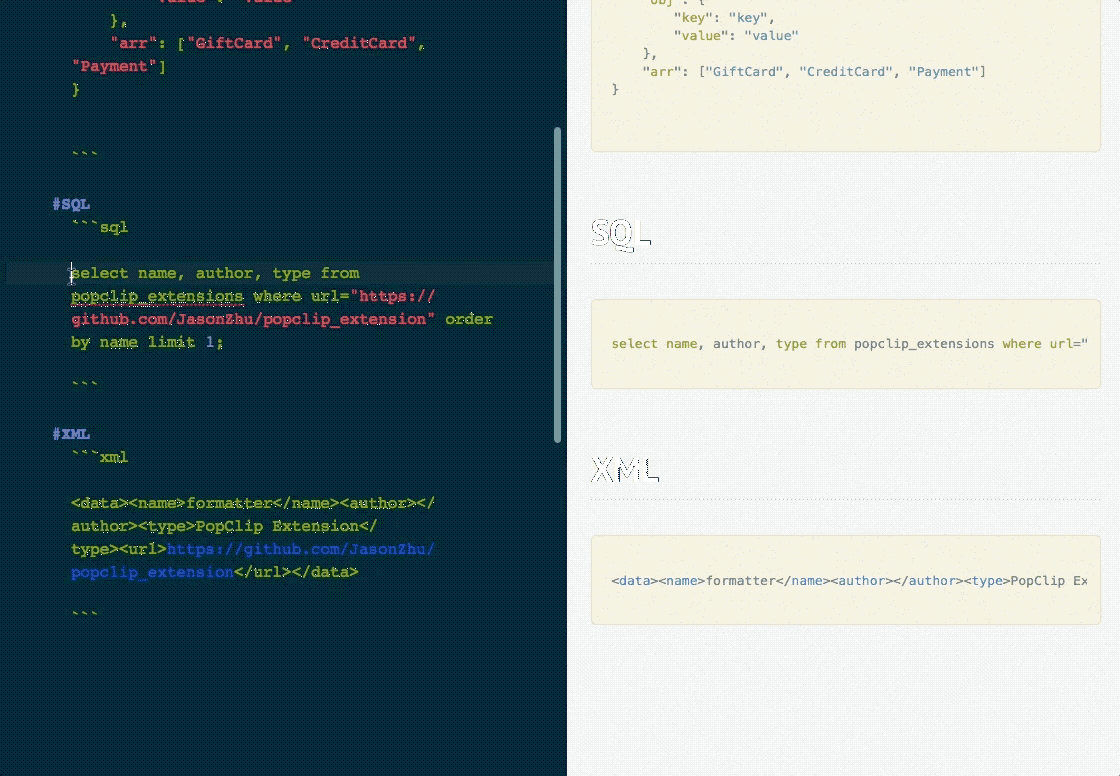 },
"arr": ["GiftCard", "CreditCard",
"Payment"]
}
```
#SQL
```sql
select name, author, type from
popclip_extensions where url="https://
github.com/JasonZhu/popclip_extension" order
by name limit 1;
```
#XML
```xml
<data><name>formatter</name><author></
author><type>PopClip Extension</
type><url>https://github.com/JasonZhu/
popclip_extension</url></data>
```
"obj": {
"key": "key",
"value": "value"
},
"arr": ["GiftCard", "CreditCard", "Payment"]
}
SQL
select name, author, type from popclip_extensions where url="
XML
<data><name>formatter</name><author></author><type>PopClip Ex